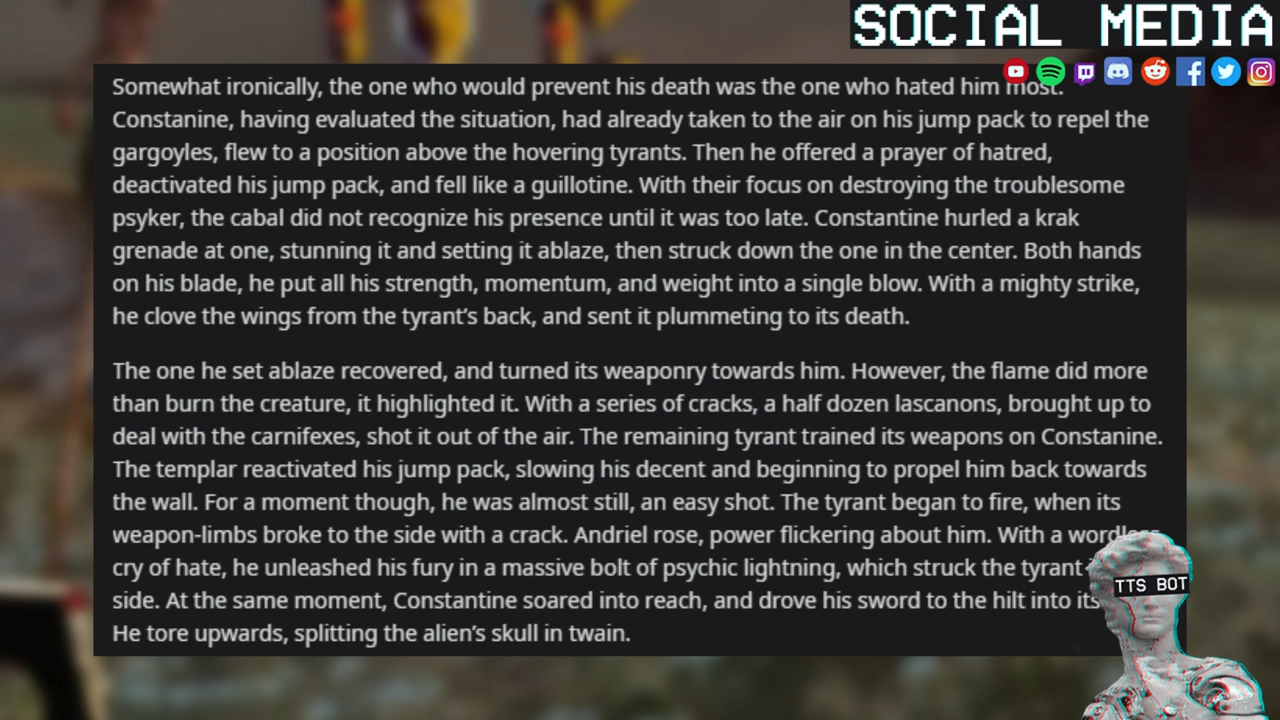 SOCIAL MEDIA
Somewhat ironically, the one who would prevent his death was the one who hated him most.
Constanine, having evaluated the situation, had already taken to the air on his jump pack to repel the
gargoyles, flew to a position above the hovering tyrants. Then he offered a prayer of hatred,
deactivated his jump pack, and fell like a guillotine. With their focus on destroying the troublesome
psyker, the cabal did not recognize his presence until it was too late. Constantine hurled a krak
grenade at one, stunning it and setting it ablaze, then struck down the one in the center. Both hands
on his blade, he put all his strength, momentum, and weight into a single blow. With a mighty strike,
he clove the wings from the tyrant’s back, and sent it plummeting to its death.
The one he set ablaze recovered, and turned its weaponry towards him. However, the flame did more
than burn the creature, it highlighted it. With a series of cracks, a half dozen lascanons, brought up to
deal with the carnifexes, shot it out of the air. The remaining tyrant trained its weapons on Constanine.
The templar reactivated his jump pack, slowing his decent and beginning to propel him back towards
the wall. For a moment though, he was almost still, an easy shot. The tyrant began to fire, when its
weapon-limbs broke to the side with a crack. Andriel rose, power flickering about him. With a wordless
cry of hate, he unleashed his fury in a massive bolt of psychic lightning, which struck the tyrant
side. At the same moment, Constantine soared into reach, and drove his sword to the hilt into its
He tore upwards, splitting the alien’s skull in twain.
TTS BOT